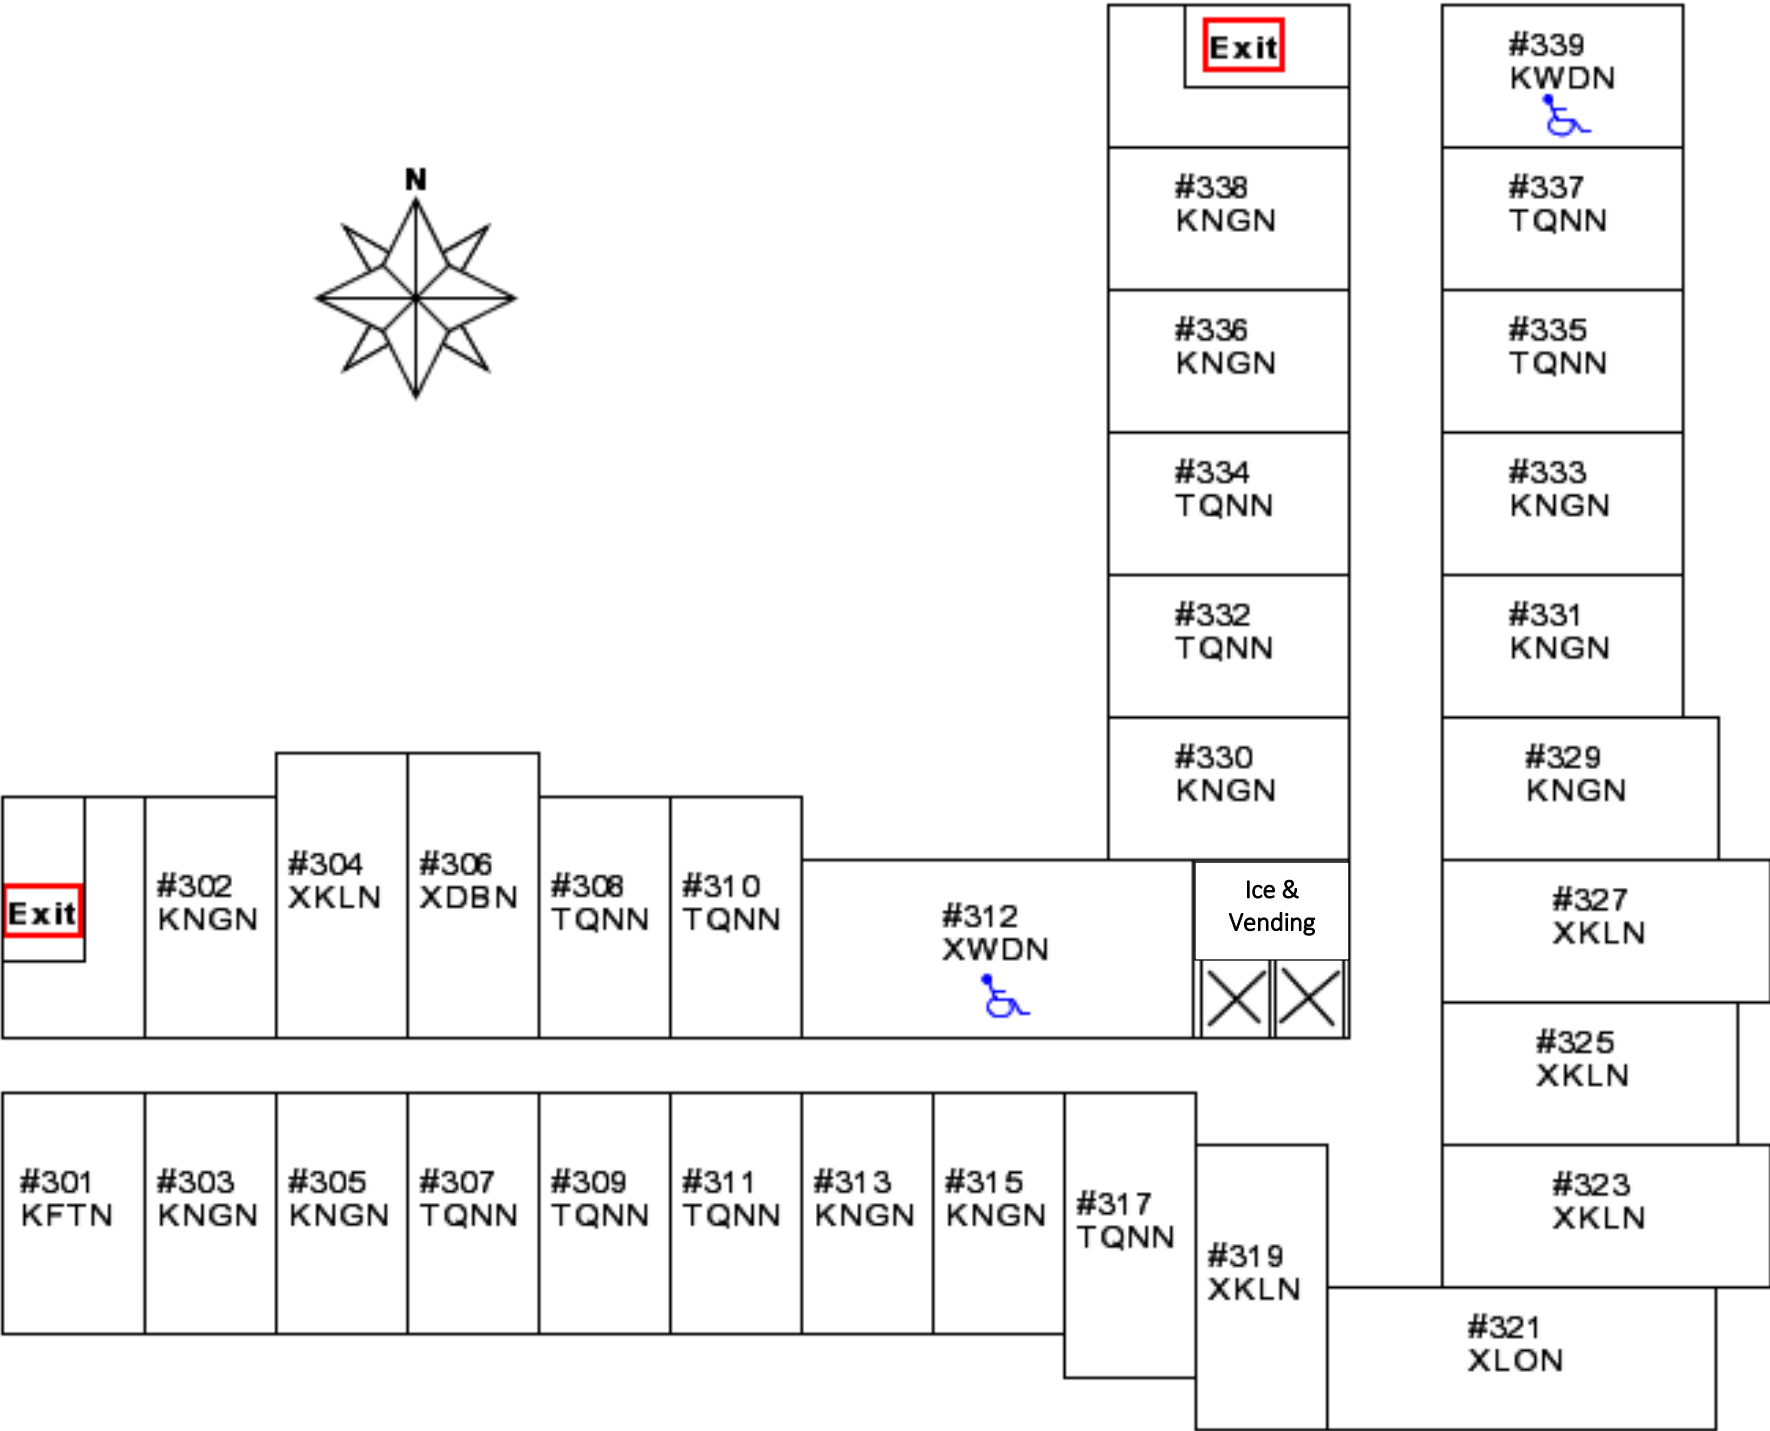 Exit
#339
KWDN
N
#338
KNGN
#337
TQNN
#336
KNGN
#335
TQNN
#334
TQNN
#333
KNGN
#332
TQNN
#331
KNGN
#330
KNGN
#329
KNGN
Exit
#302
KNGN
#304
XKLN
#306
XDBN
#308
TQNN
#310
TQNN
#312
XWDN
Ice &
Vending
#327
XKLN
#325
XKLN
#301
KFTN
#303
KNGN
#305
KNGN
#307
TQNN
#309
TQNN
#311
TQNN
#313
KNGN
#315
KNGN
#317
TQNN
#319
XKLN
#323
XKLN
#321
XLON